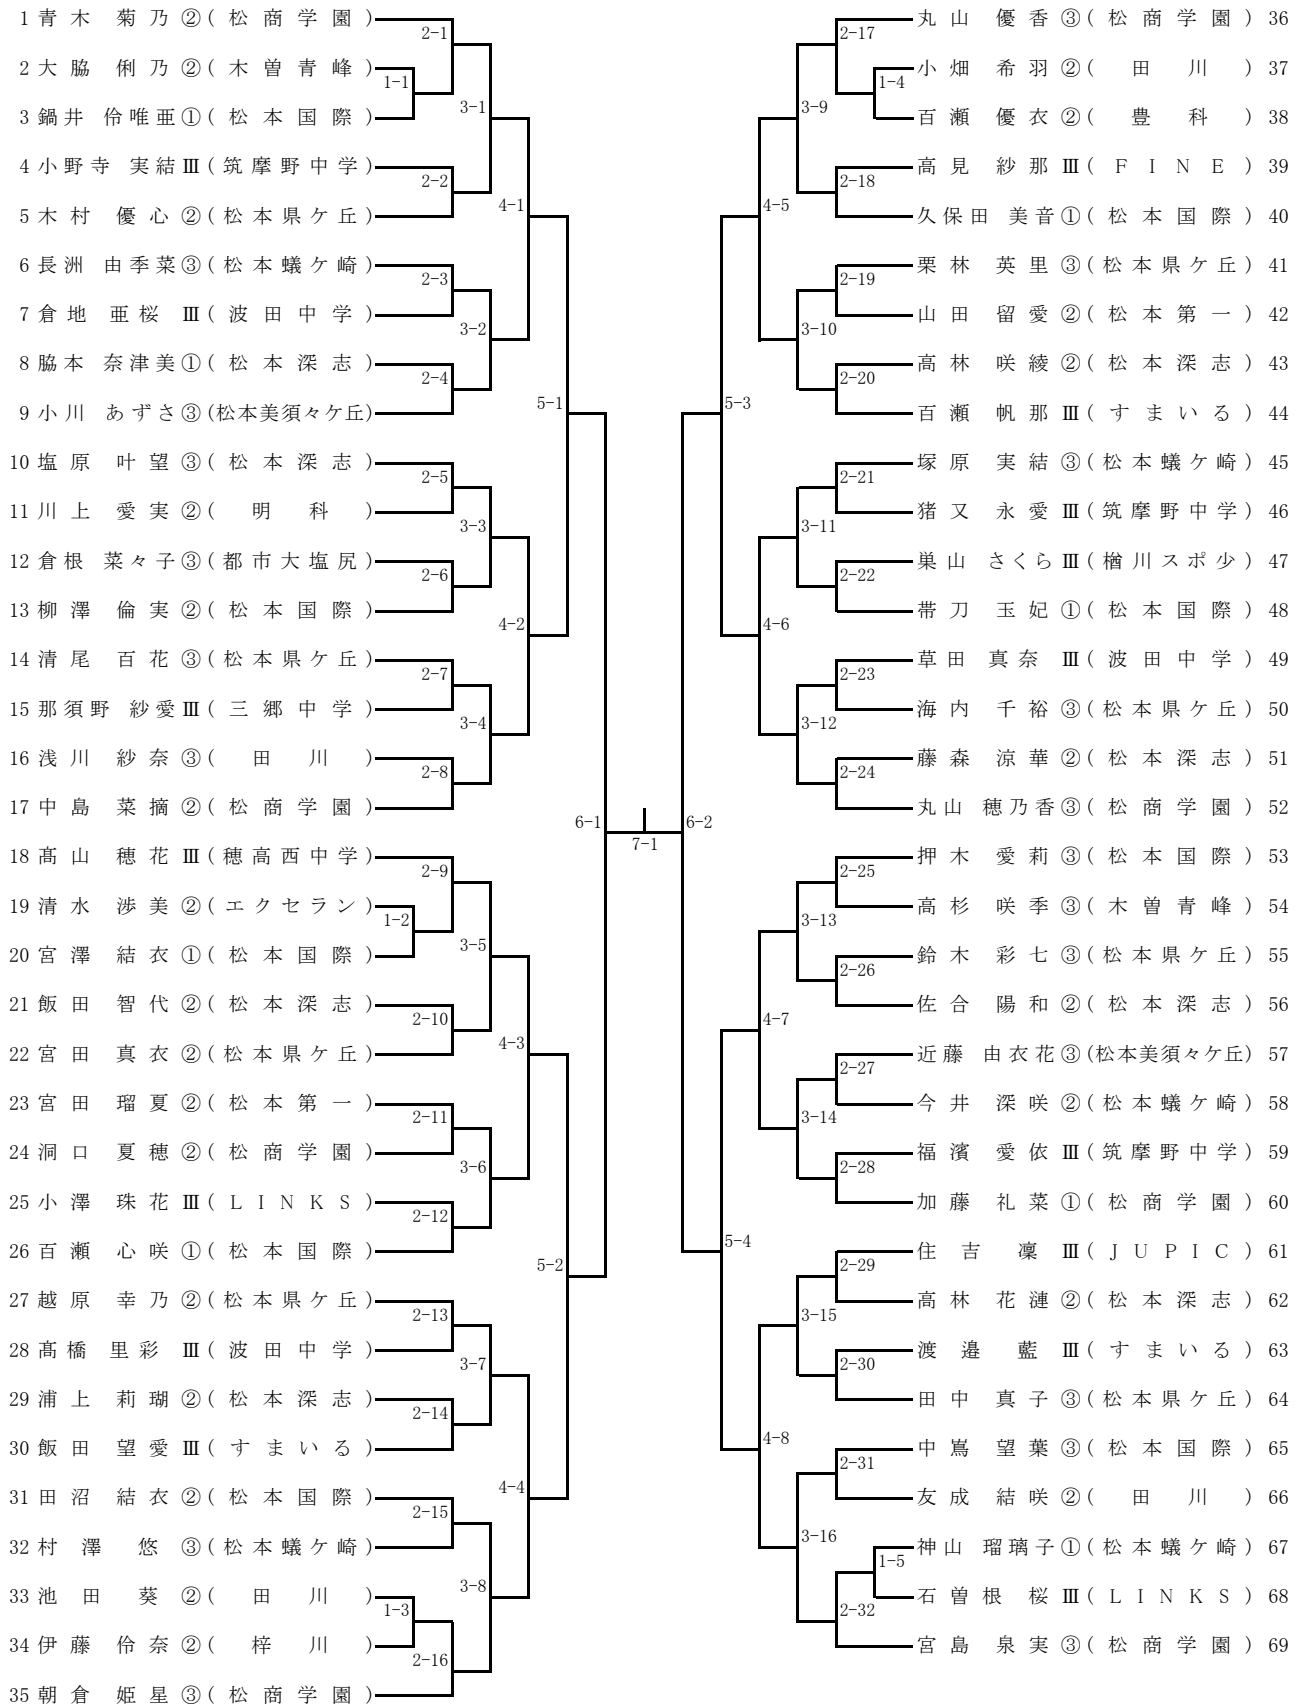 1 青木 菊乃②(松商学園)
2 大脇 俐乃②(木曽青峰)
3 鍋井 伶唯亜①(松本国際)
4 小野寺 実結Ⅲ(筑摩野中学)
5 木村 優心②(松本県ケ丘)
6 長洲 由季菜③(松本蟻ケ崎)
7 倉地 亜桜 Ⅲ(波田中学)
8 脇本 奈津美①(松本深志)
9 小川 あずさ③(松本美須々ケ丘)
10 塩原 叶望③(松本深志)
11 川上 愛実②(明科)
12 倉根 菜々子③(都市大塩尻)
13 柳澤 倫実②(松本国際)
14 清尾 百花③(松本県ケ丘)
15 那須野 紗愛Ⅲ(三郷中学)
16 浅川 紗奈③(田川)
17 中島 菜摘②(松商学園)
18 髙山 穂花Ⅲ(穂高西中学)
19 清水 渉美②(エクセラン)
20 宮澤 結衣①(松本国際)
21 飯田 智代②(松本深志)
22 宮田 真衣②(松本県ケ丘)
23 宮田 瑠夏②(松本第一)
24 洞口 夏穂②(松商学園)
25 小澤 珠花Ⅲ(LINKS)
26 百瀬 心咲①(松本国際)
27 越原 幸乃②(松本県ケ丘)
28 髙橋 里彩 Ⅲ(波田中学)
29 浦上 莉瑚②(松本深志)
30 飯田 望愛Ⅲ(すまいる)
31 田沼 結衣②(松本国際)
32 村澤 悠 ③(松本蟻ケ崎)
33 池田 葵 ②(田川)
34 伊藤 伶奈②(梓川)
35 朝倉 姫星③(松商学園)
1-1
1-2
1-3
2-1
2-2
2-3
2-4
2-5
2-6
2-7
2-8
2-9
2-10
2-11
2-12
2-13
2-14
2-15
2-16
3-1
3-2
3-3
3-4
3-5
3-6
3-7
3-8
4-1
4-2
4-3
4-4
5-1
5-2
6-1
7-1
6-2
5-3
5-4
4-5
4-6
4-7
4-8
3-9
3-10
3-11
3-12
3-13
3-14
3-15
3-16
2-17
2-18
2-19
2-20
2-21
2-22
2-23
2-24
2-25
2-26
2-27
2-28
2-29
2-30
2-31
2-32
1-4
1-5
丸山 優香③(松商学園) 36
小畑 希羽②(田川) 37
百瀬 優衣②(豊科) 38
高見 紗那Ⅲ(FINE) 39
久保田 美音①(松本国際) 40
栗林 英里③(松本県ケ丘) 41
山田 留愛②(松本第一) 42
高林 咲綾②(松本深志) 43
百瀬 帆那Ⅲ(すまいる) 44
塚原 実結③(松本蟻ケ崎) 45
猪又 永愛Ⅲ(筑摩野中学) 46
巣山 さくらⅢ(楢川スポ少) 47
帯刀 玉妃①(松本国際) 48
草田 真奈 Ⅲ(波田中学) 49
海内 千裕③(松本県ケ丘) 50
藤森 涼華②(松本深志) 51
丸山 穂乃香③(松商学園) 52
押木 愛莉③(松本国際) 53
高杉 咲季③(木曽青峰) 54
鈴木 彩七③(松本県ケ丘) 55
佐合 陽和②(松本深志) 56
近藤 由衣花③(松本美須々ケ丘) 57
今井 深咲②(松本蟻ケ崎) 58
福濱 愛依Ⅲ(筑摩野中学) 59
加藤 礼菜①(松商学園) 60
住吉 凜Ⅲ(JUPIC) 61
高林 花漣②(松本深志) 62
渡邉 藍Ⅲ(すまいる) 63
田中 真子③(松本県ケ丘) 64
中嶌 望葉③(松本国際) 65
友成 結咲②(田川) 66
神山 瑠璃子①(松本蟻ケ崎) 67
石曽根 桜Ⅲ(LINKS) 68
宮島 泉実③(松商学園) 69